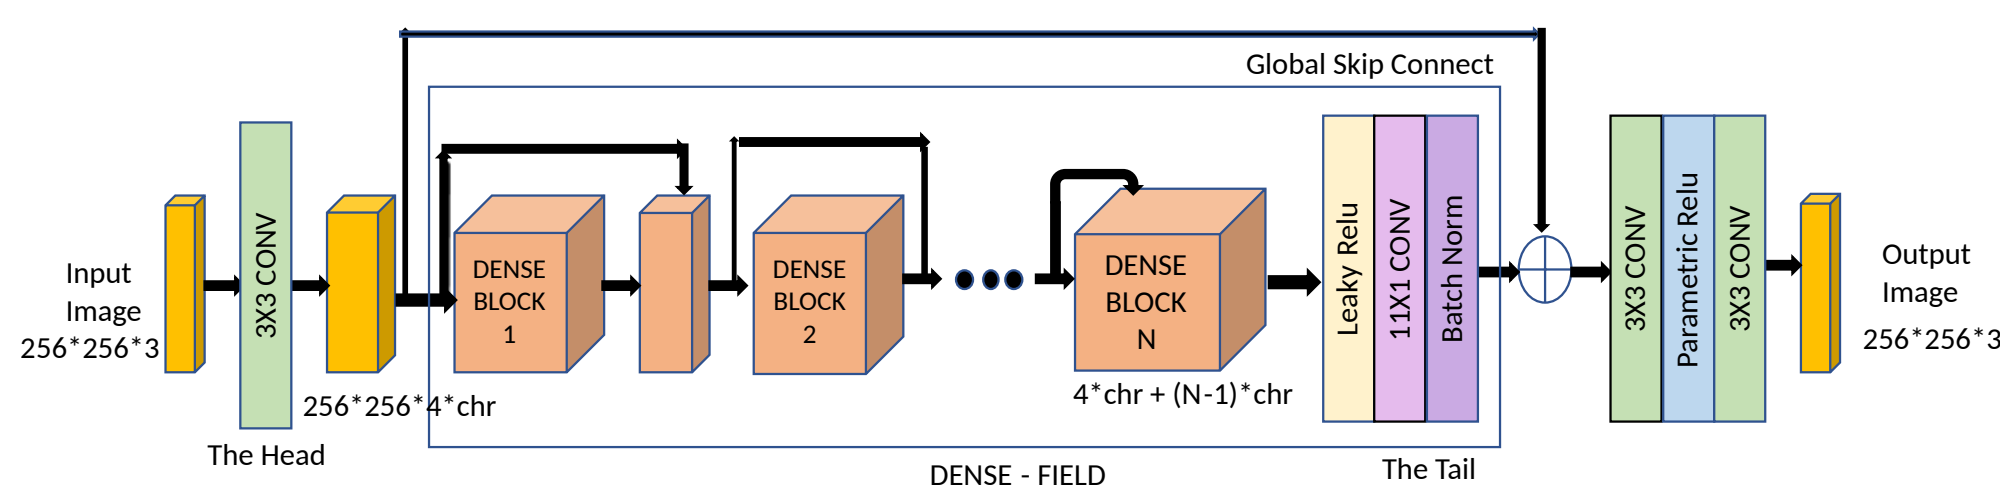 Global Skip Connect
Input
Image
256*256*3
3X3 CONV
256*256*4*chr
The Head
DENSE
BLOCK
1
DENSE
BLOCK
2
DENSE
BLOCK
N
4*chr + (N-1)*chr
Leaky Relu
11X1 CONV
Batch Norm
The Tail
DENSE - FIELD
3X3 CONV
Parametric Relu
3X3 CONV
Output
Image
256*256*3